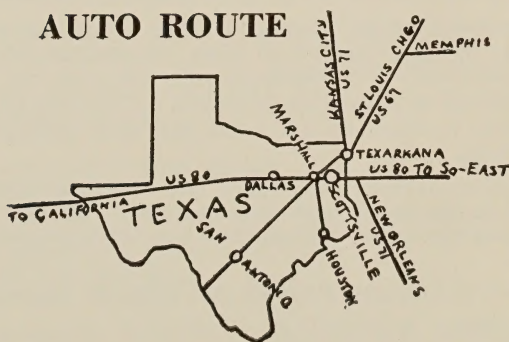 AUTO ROUTE
KANSAS CITY
US 71
ST LOUIS CHGO
US 67
MEMPHIS
MARSHALL
TEXARKANA
US 80
DALLAS
US 80 TO SO-EAST
SCOTTSVILLE
TO CALIFORNIA
TEXAS
SAN
ANTONIO
HOUSTON
NEW ORLEANS
US 71